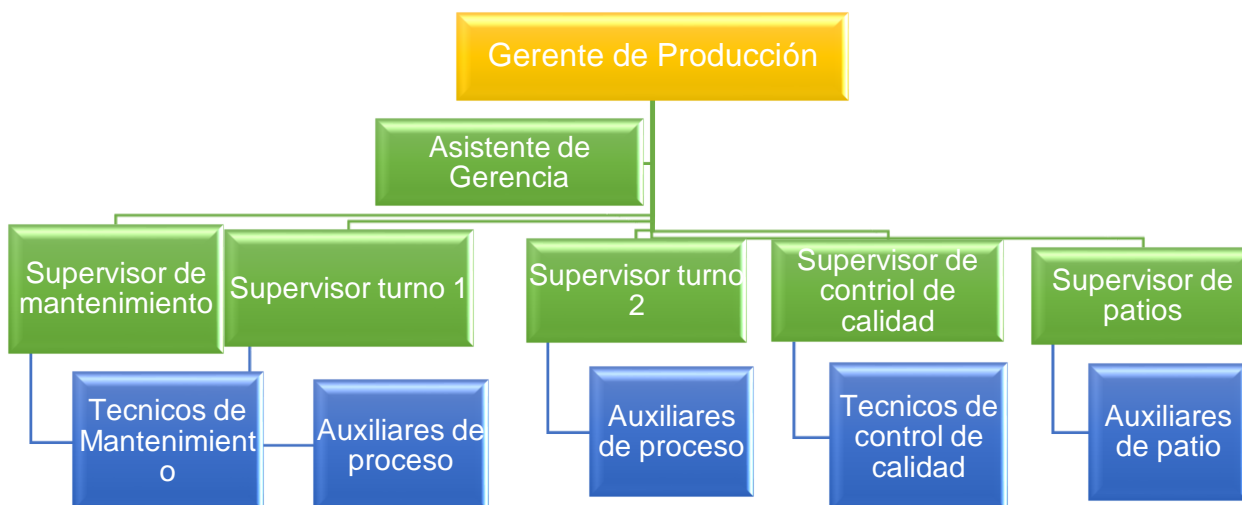 Gerente de Producción
Asistente de
Gerencia
Supervisor de
mantenimiento
Supervisor turno 1
Supervisor turno
2
Supervisor de
contriol de
calidad
Supervisor de
patios
Tecnicos de
Mantenimient
o
Auxiliares de
proceso
Auxiliares
de proceso
Tecnicos de
control de
calidad
Auxiliares
de patio